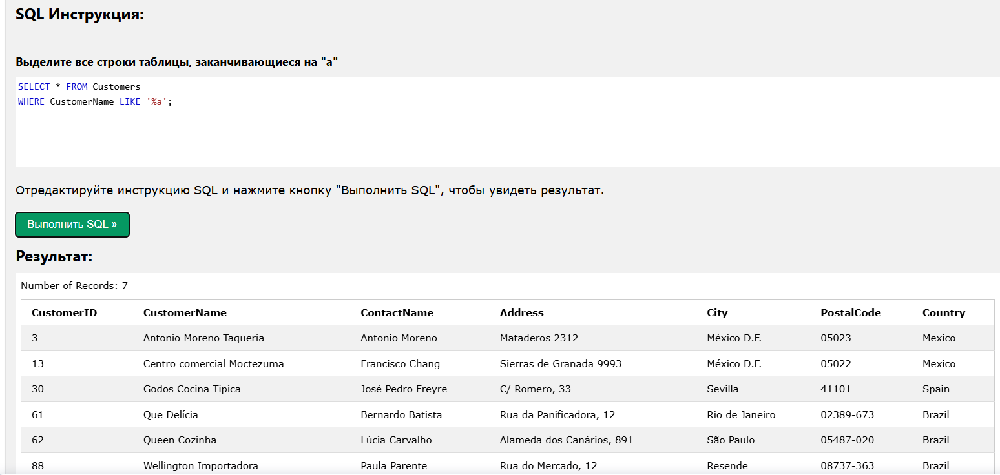 SQL Инструкция:
Выделите все строки таблицы, заканчивающиеся на "a"
SELECT * FROM Customers
WHERE CustomerName LIKE '%a';
Отредактируйте инструкцию SQL и нажмите кнопку "Выполнить SQL", чтобы увидеть результат.
Выполнить SQL »
Результат:
Number of Records: 7
CustomerID CustomerName ContactName Address City PostalCode Country
3 Antonio Moreno Taquería Antonio Moreno Mataderos 2312 México D.F. 05023 Mexico
13 Centro comercial Moctezuma Francisco Chang Sierras de Granada 9993 México D.F. 05022 Mexico
30 Godos Cocina Típica José Pedro Freyre C/ Romero, 33 Sevilla 41101 Spain
61 Que Delícia Bernardo Batista Rua da Panificadora, 12 Rio de Janeiro 02389-673 Brazil
62 Queen Cozinha Lúcia Carvalho Alameda dos Canàrios, 891 São Paulo 05487-020 Brazil
88 Wellington Importadora Paula Parente Rua do Mercado, 12 Resende 08737-363 Brazil